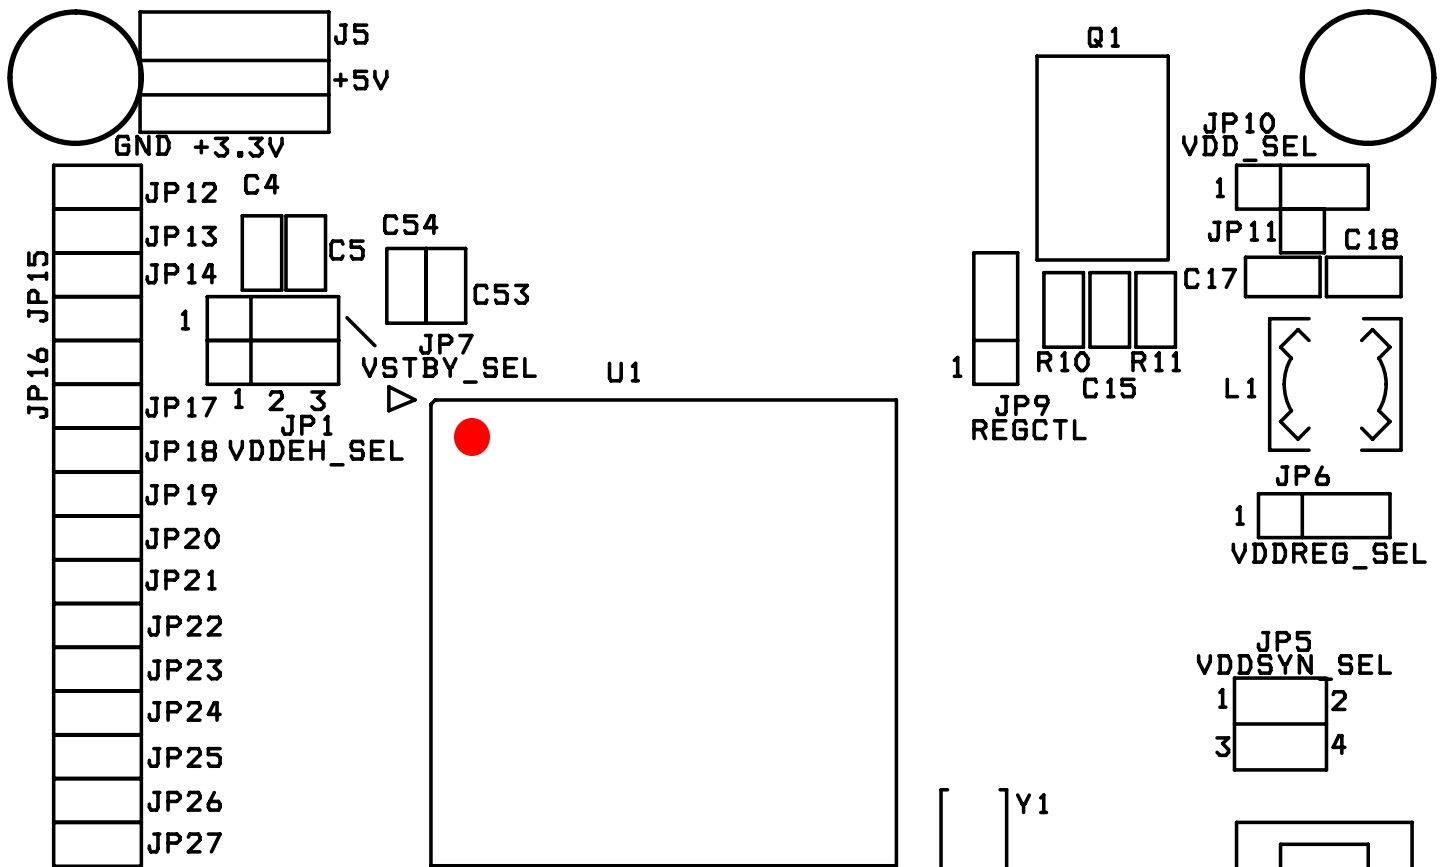 J5
+5V
GND +3.3V
Q1
JP10
VDD_SEL
1
JP11
C18
C17
JP12
C4
JP13
C5
C54
JP14
C53
JP15
1
JP7
VSTBY_SEL
JP16
1 2 3
JP1
VDDEH_SEL
U1
1
JP9
REGCTL
R10
C15
R11
L1
JP17
JP18
JP19
JP20
JP21
JP22
JP23
JP24
JP25
JP26
JP27
JP6
1
VDDREG_SEL
JP5
VDDSYN_SEL
1 2
3 4
Y1